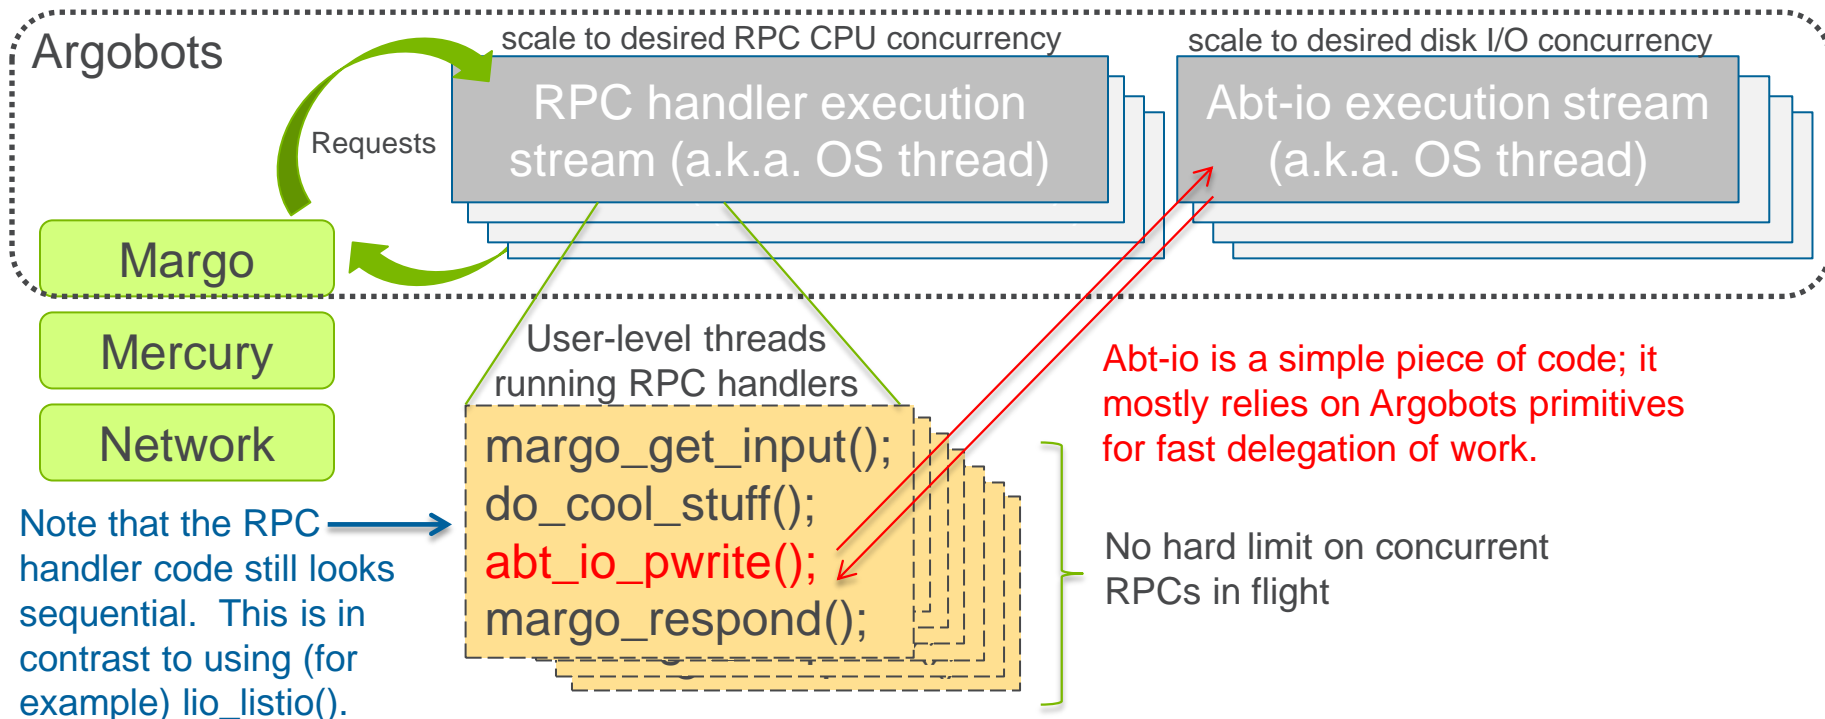 Argobots
scale to desired RPC CPU concurrency
scale to desired disk I/O concurrency
RPC handler execution
stream (a.k.a. OS thread)
Abt-io execution stream
(a.k.a. OS thread)
Requests
Margo
Mercury
Network
User-level threads
running RPC handlers
margo_get_input();
do_cool_stuff();
abt_io_pwrite();
margo_respond();
Abt-io is a simple piece of code; it
mostly relies on Argobots primitives
for fast delegation of work.
No hard limit on concurrent
RPCs in flight
Note that the RPC
handler code still looks
sequential.  This is in
contrast to using (for
example) lio_listio().